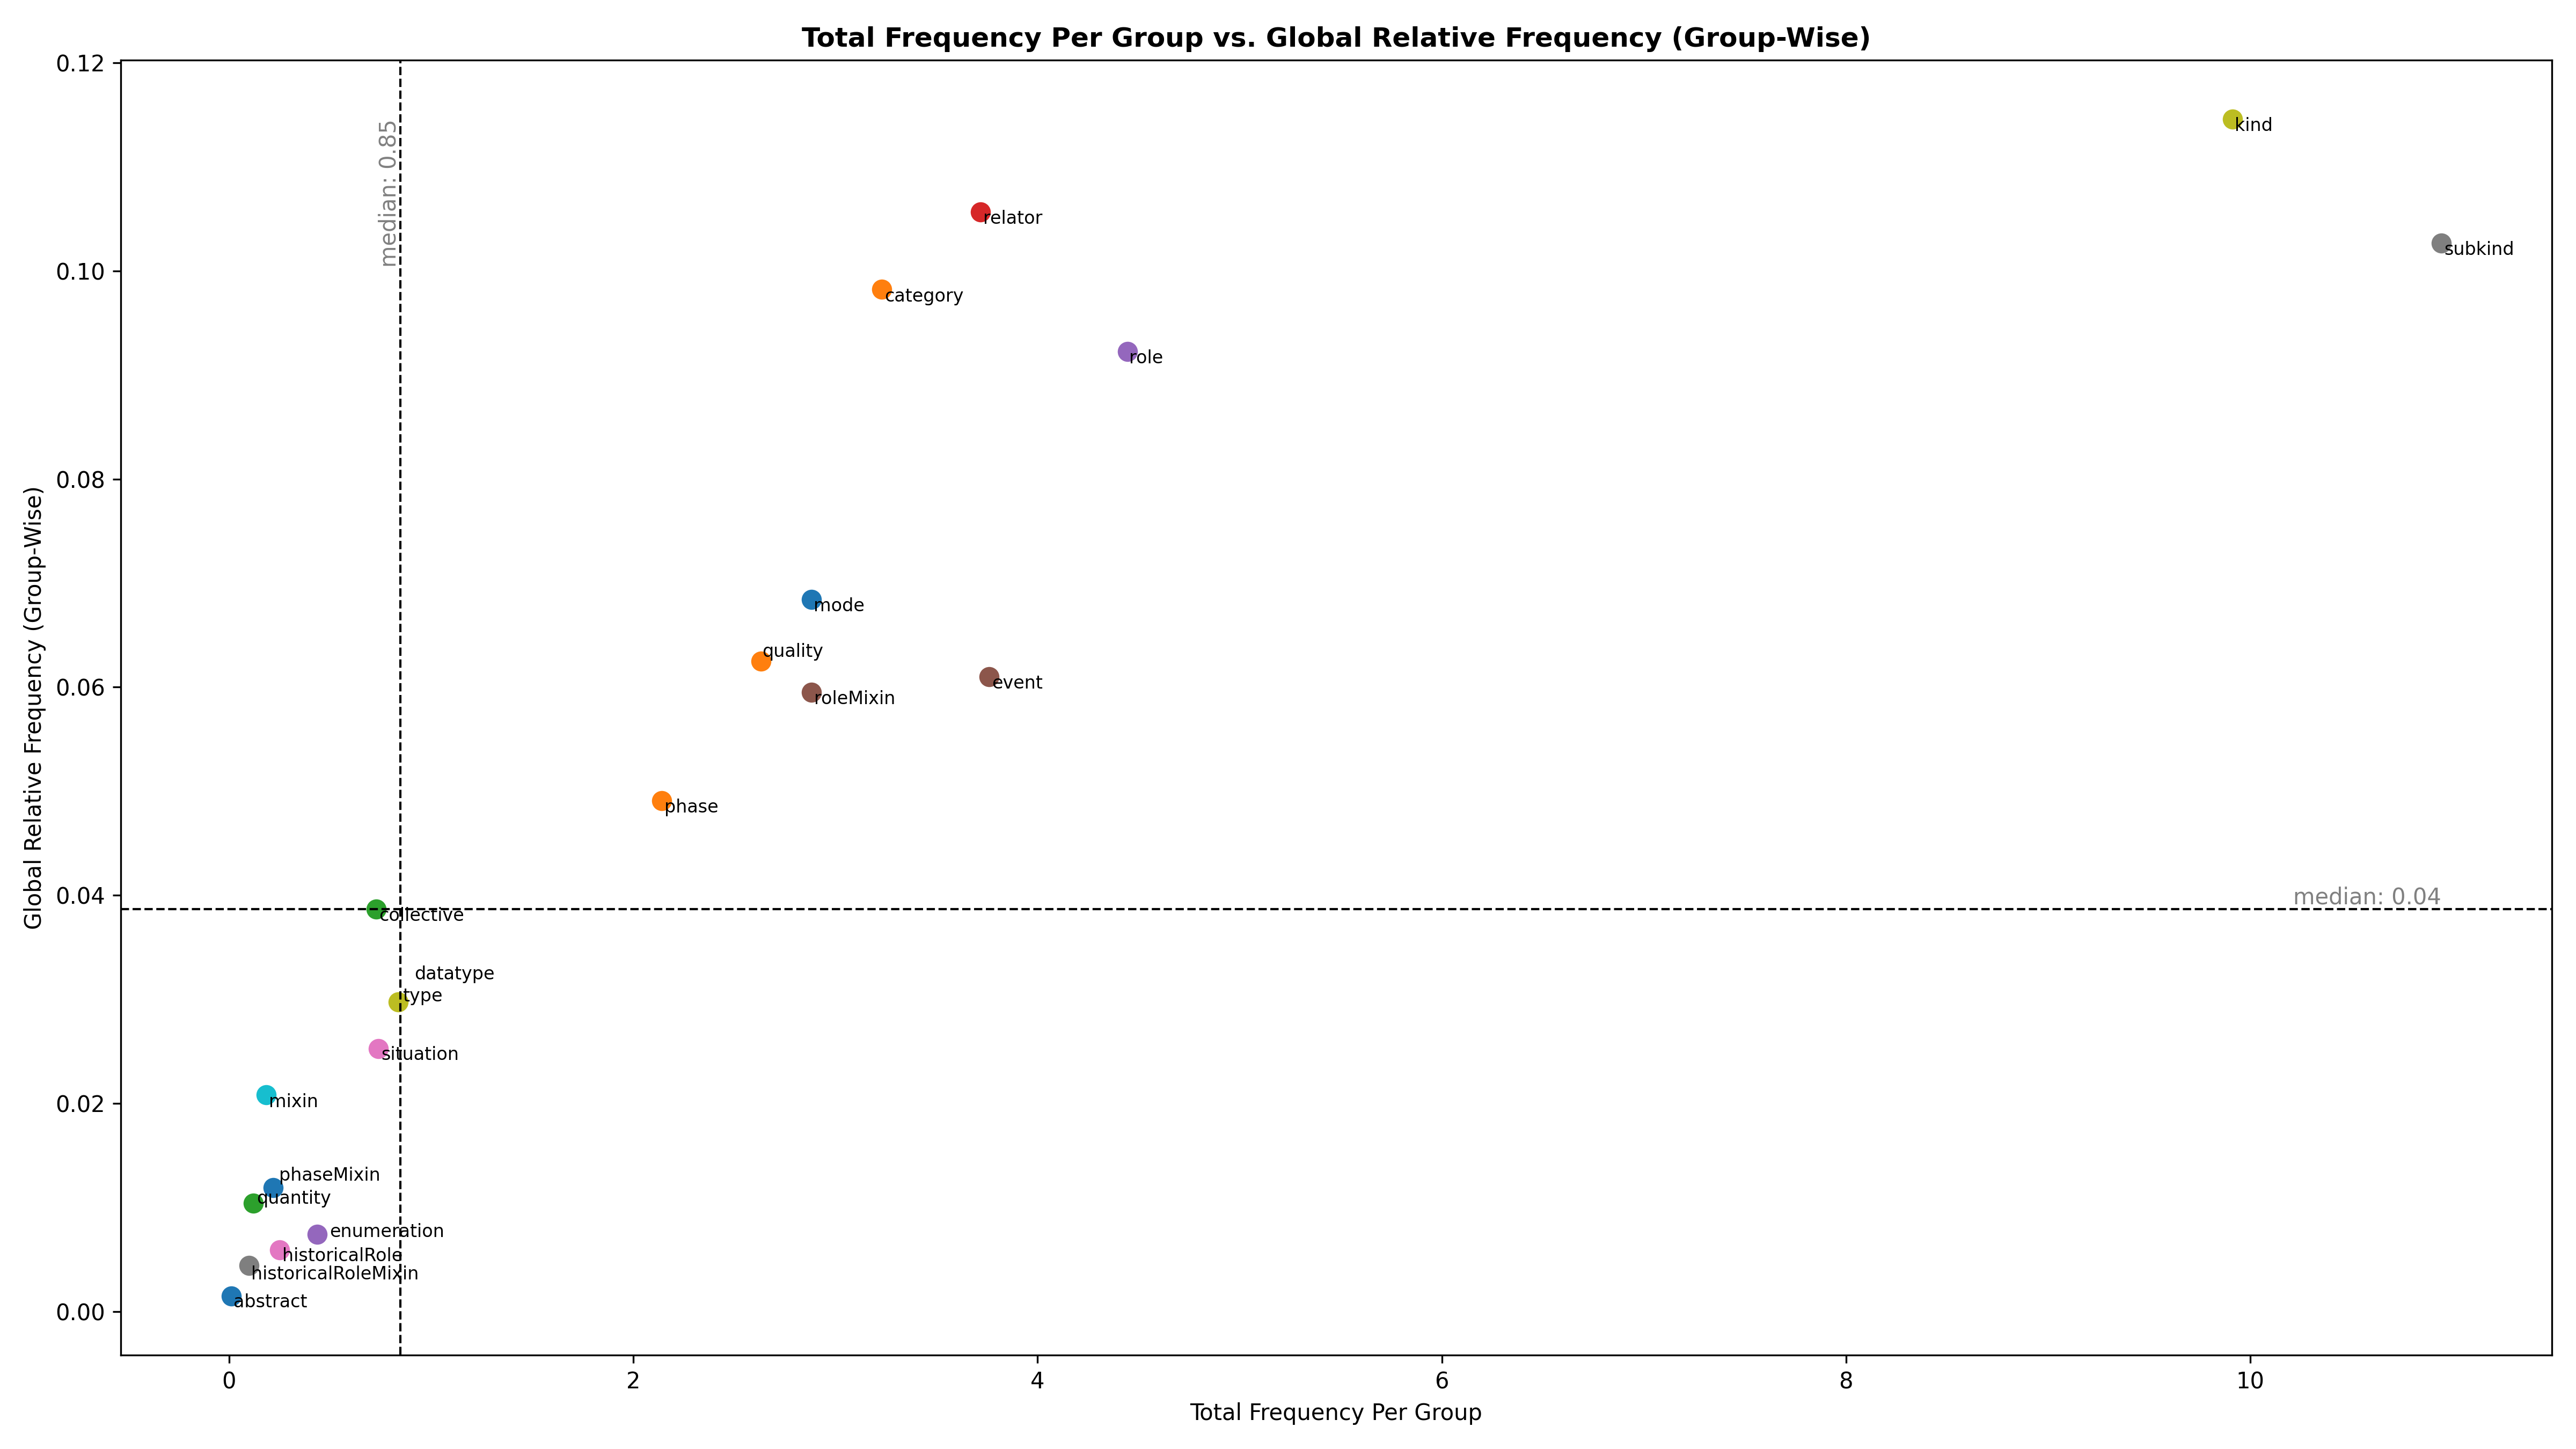 Total Frequency Per Group vs. Global Relative Frequency (Group-Wise)
0.12
0.10
0.08
0.06
0.04
0.02
0.00
Global Relative Frequency (Group-Wise)
median: 0.85
kind
relator
subkind
category
role
mode
quality
event
roleMixin
phase
median: 0.04
collective
datatype
type
situation
mixin
phaseMixin
quantity
enumeration
historicalRole
historicalRoleMixin
abstract
0
2
4
6
8
10
Total Frequency Per Group